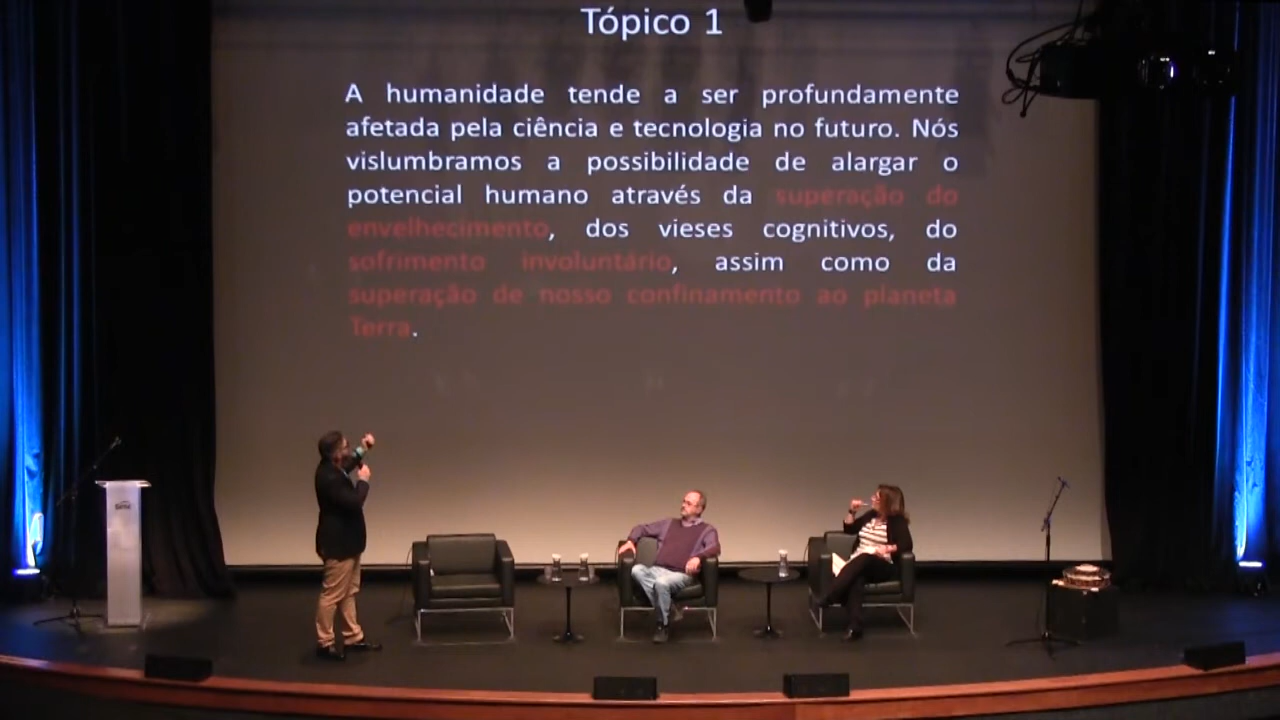 Tópico 1
A humanidade tende a ser profundamente
afetada pela ciência e tecnologia no futuro. Nós
vislumbramos a possibilidade de alargar o
potencial humano através da superação do
envelhecimento, dos vieses cognitivos, do
sofrimento involuntário, assim como da
superação de nosso confinamento ao planeta
Terra.